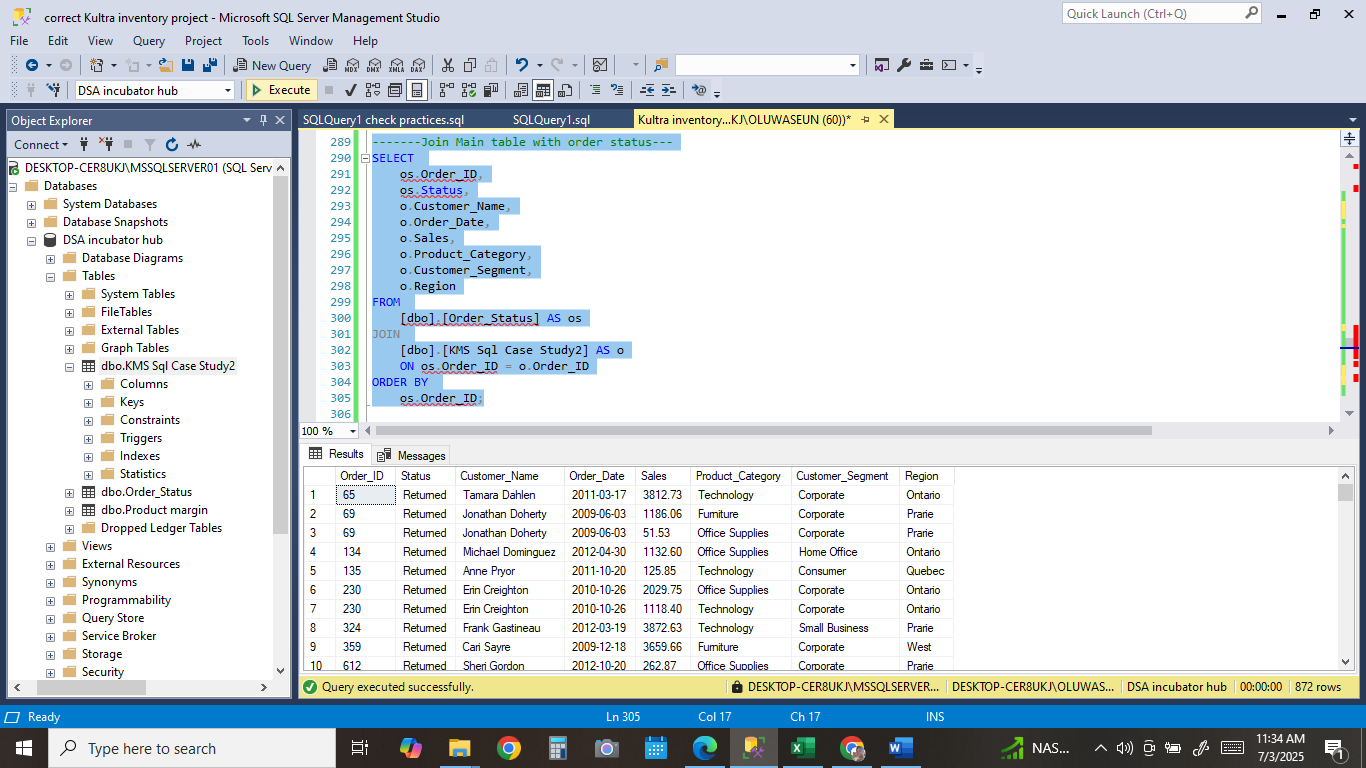 correct Kultra inventory project - Microsoft SQL Server Management Studio
Quick Launch (Ctrl+Q)
File Edit View Query Project Tools Window Help
New Query
MDX DMX XMLA DAX
DSA incubator hub
Execute
Object Explorer
SQLQuery1 check practices.sql
SQLQuery1.sql
Kultra inventory...KJ\OLUWASEUN (60))*
Connect
DESKTOP-CER8UKJ\MSSQLSERVER01 (SQL Serv
Databases
System Databases
Database Snapshots
DSA incubator hub
Database Diagrams
Tables
System Tables
FileTables
External Tables
Graph Tables
dbo.KMS Sql Case Study2
Columns
Keys
Constraints
Triggers
Indexes
Statistics
dbo.Order_Status
dbo.Product margin
Dropped Ledger Tables
Views
External Resources
Synonyms
Programmability
Query Store
Service Broker
Storage
Security
289 -------Join Main table with order status---
290 SELECT
291 os.Order_ID,
292 os.Status,
293 o.Customer_Name,
294 o.Order_Date,
295 o.Sales,
296 o.Product_Category,
297 o.Customer_Segment,
298 o.Region
299 FROM
300 [dbo].[Order_Status] AS os
301 JOIN
302 [dbo].[KMS Sql Case Study2] AS o
303 ON os.Order_ID = o.Order_ID
304 ORDER BY
305 os.Order_ID;
306
100 %
Results Messages
Order_ID Status Customer_Name Order_Date Sales Product_Category Customer_Segment Region
1 65 Returned Tamara Dahlen 2011-03-17 3812.73 Technology Corporate Ontario
2 69 Returned Jonathan Doherty 2009-06-03 1186.06 Furniture Corporate Prarie
3 69 Returned Jonathan Doherty 2009-06-03 51.53 Office Supplies Corporate Prarie
4 134 Returned Michael Dominguez 2012-04-30 1132.60 Office Supplies Home Office Ontario
5 135 Returned Anne Pryor 2011-10-20 125.85 Technology Consumer Quebec
6 230 Returned Erin Creighton 2010-10-26 2029.75 Office Supplies Corporate Ontario
7 230 Returned Erin Creighton 2010-10-26 1118.40 Technology Corporate Ontario
8 324 Returned Frank Gastineau 2012-03-19 3872.63 Technology Small Business Prarie
9 359 Returned Cari Sayre 2009-12-18 3659.66 Furniture Corporate West
10 612 Returned Sheri Gordon 2012-10-20 262.87 Office Supplies Corporate Prarie
Query executed successfully.
DESKTOP-CER8UKJ\MSSQLSERVER...
DESKTOP-CER8UKJ\OLUWAS...
DSA incubator hub
00:00:00
872 rows
Ready
Ln 305
Col 17
Ch 17
INS
Type here to search
NAS...
11:34 AM
7/3/2025
1